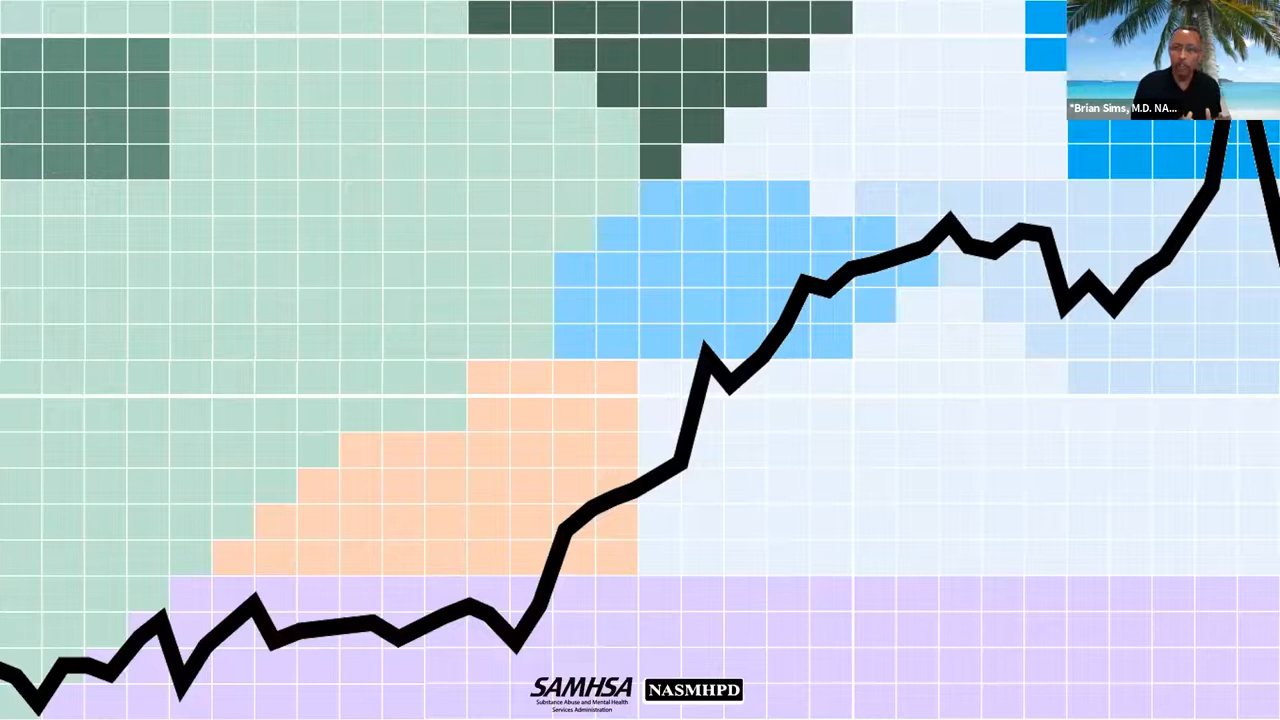 *Brian Sims, M.D. NA...
SAMHSA
Substance Abuse and Mental Health
Services Administration
NASMHPD